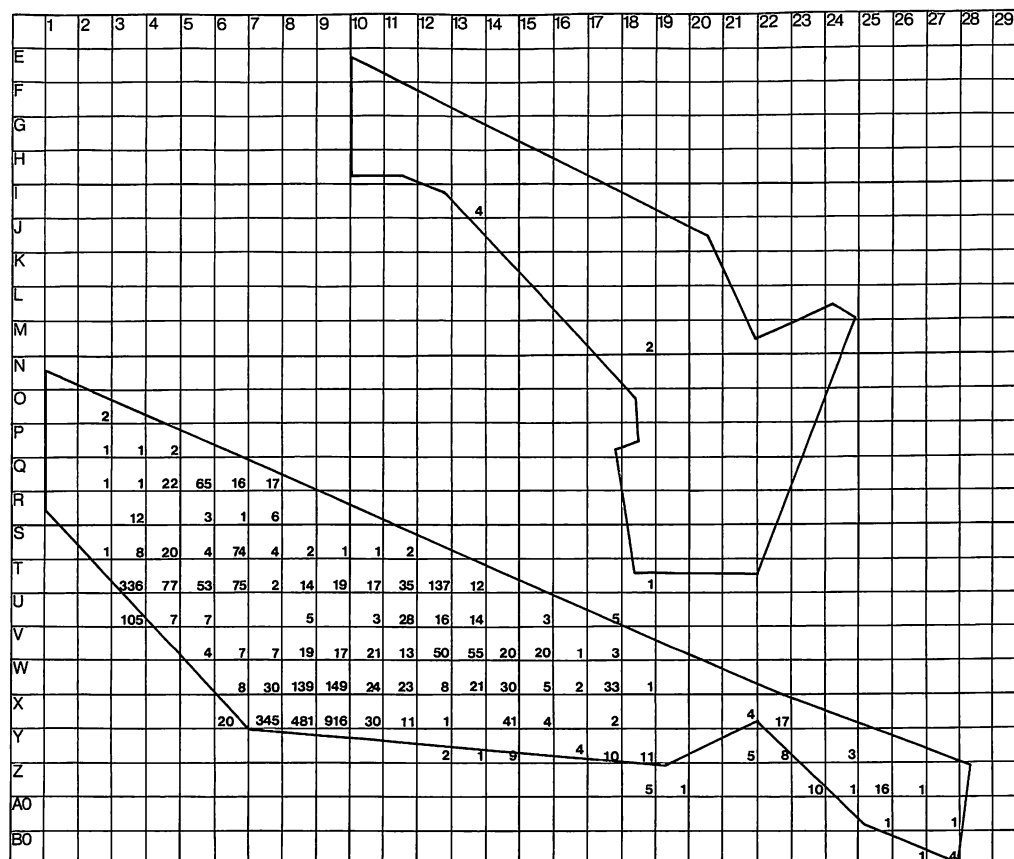 1 2 3 4 5 6 7 8 9 10 11 12 13 14 15 16 17 18 19 20 21 22 23 24 25 26 27 28 29
E
F
G
H
I
4
J
K
L
M
2
N
O
2
P
1 1 2
Q
1 1 22 65 16 17
R
12 3 1 6
S
1 8 20 4 74 4 2 1 1 2
T
336 77 53 75 2 14 19 17 35 137 12 1
U
105 7 7 5 3 28 16 14 3 5
V
4 7 7 19 17 21 13 50 55 20 20 1 3
W
8 30 139 149 24 23 8 21 30 5 2 33 1
X
20 345 481 916 30 11 1 41 4 2 4 17
Y
2 1 9 4 10 11 5 8 3
Z
5 1 10 1 16 1
A0
1 1
B0
1 4